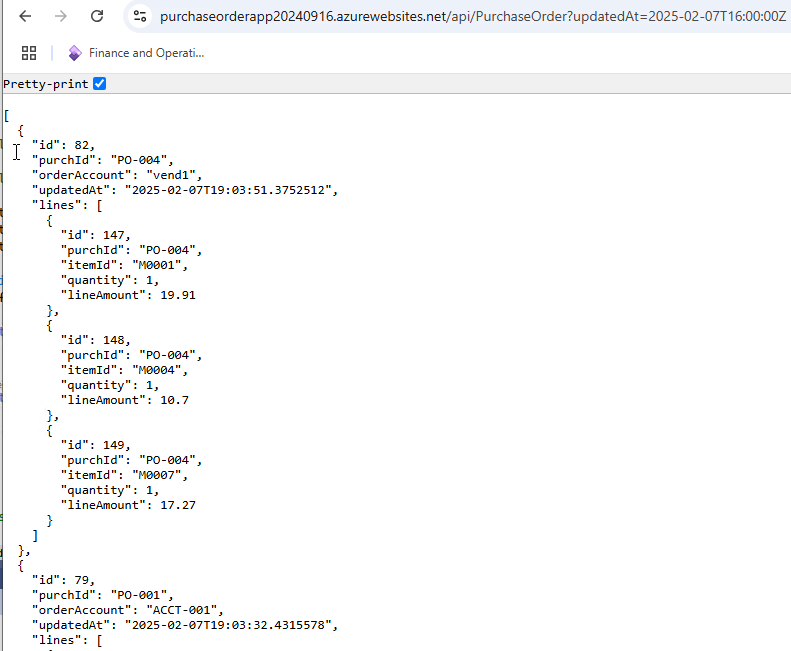 purchaseorderapp20240916.azurewebsites.net/api/PurchaseOrder?updatedAt=2025-02-07T16:00:00Z
Finance and Operati...
Pretty-print
[
  {
    "id": 82,
    "purchId": "PO-004",
    "orderAccount": "vend1",
    "updatedAt": "2025-02-07T19:03:51.3752512",
    "lines": [
      {
        "id": 147,
        "purchId": "PO-004",
        "itemId": "M0001",
        "quantity": 1,
        "lineAmount": 19.91
      },
      {
        "id": 148,
        "purchId": "PO-004",
        "itemId": "M0004",
        "quantity": 1,
        "lineAmount": 10.7
      },
      {
        "id": 149,
        "purchId": "PO-004",
        "itemId": "M0007",
        "quantity": 1,
        "lineAmount": 17.27
      }
    ]
  },
  {
    "id": 79,
    "purchId": "PO-001",
    "orderAccount": "ACCT-001",
    "updatedAt": "2025-02-07T19:03:32.4315578",
    "lines": [